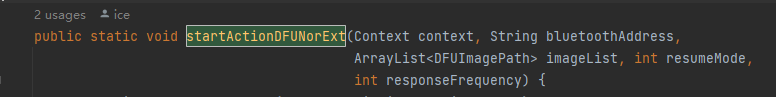 2 usages ice
public static void startActionDFUNorExt(Context context, String bluetoothAddress,
ArrayList<DFUImagePath> imageList, int resumeMode,
int responseFrequency) {